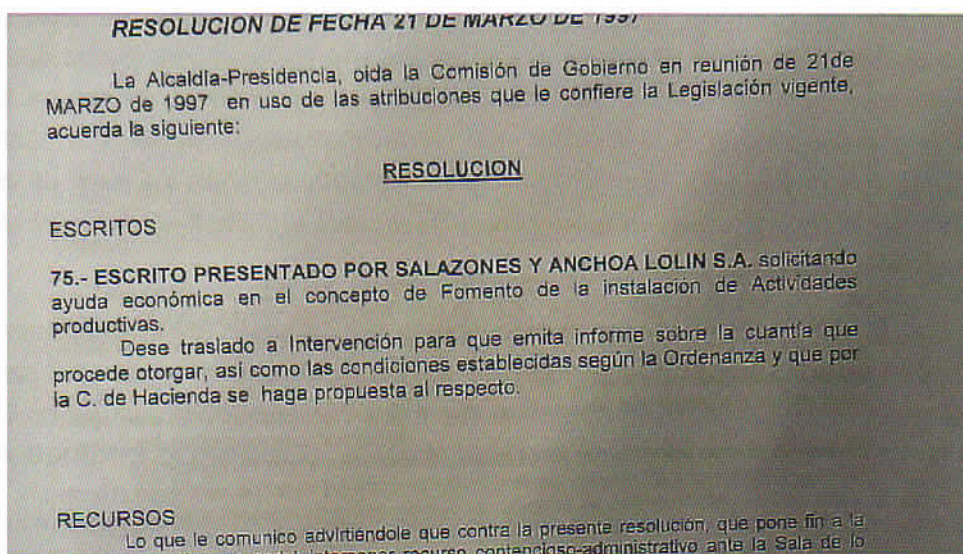 RESOLUCION DE FECHA 21 DE MARZO DE 1997
La Alcaldía-Presidencia, oida la Comisión de Gobierno en reunión de 21de
MARZO de 1997 en uso de las atribuciones que le confiere la Legislación vigente,
acuerda la siguiente:
RESOLUCION
ESCRITOS
75.- ESCRITO PRESENTADO POR SALAZONES Y ANCHOA LOLIN S.A. solicitando
ayuda económica en el concepto de Fomento de la instalación de Actividades
productivas.
Dese traslado a Intervención para que emita informe sobre la cuantía que
procede otorgar, así como las condiciones establecidas según la Ordenanza y que por
la C. de Hacienda se haga propuesta al respecto.
RECURSOS
Lo que le comunico advirtiéndole que contra la presente resolución, que pone fin a la
interponer recurso contencioso-administrativo ante la Sala de lo